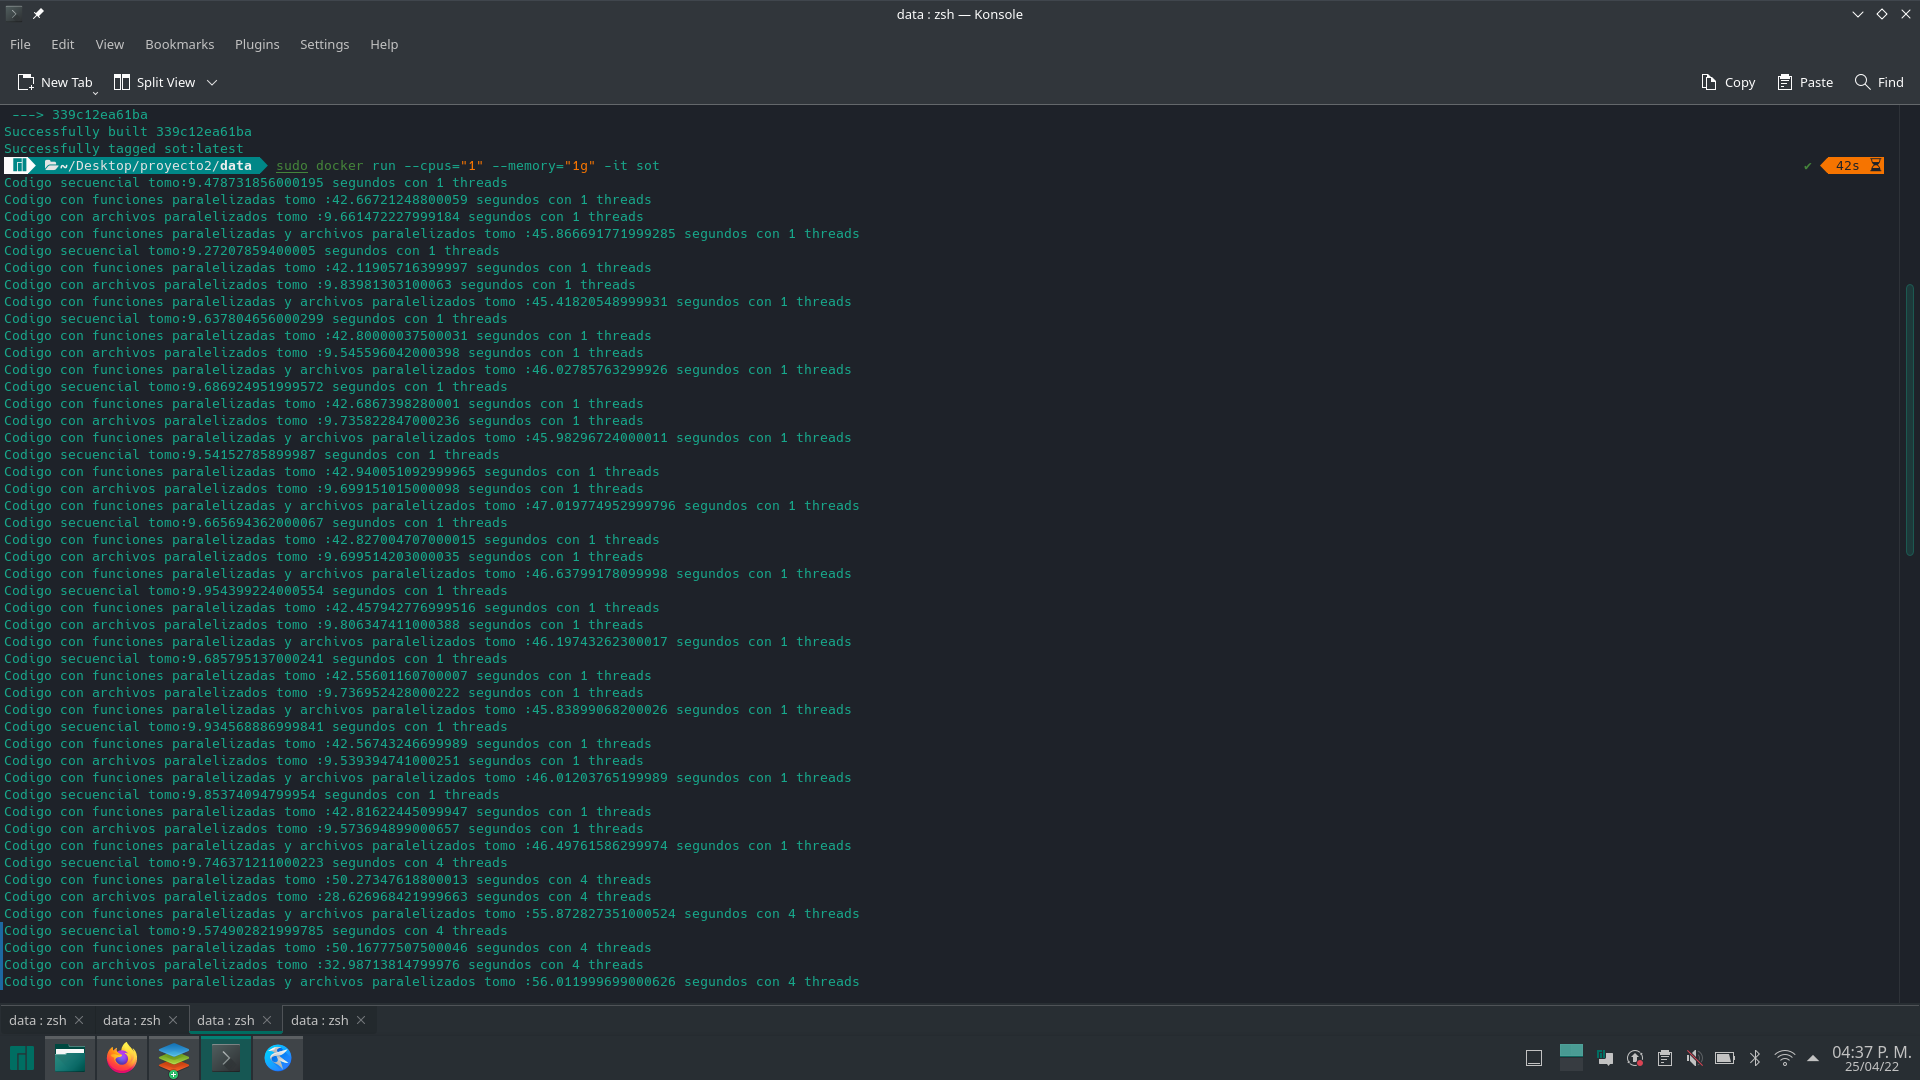 data : zsh — Konsole
File Edit View Bookmarks Plugins Settings Help
New Tab Split View Copy Paste Find
---> 339c12ea61ba
Successfully built 339c12ea61ba
Successfully tagged sot:latest
~/Desktop/proyecto2/data sudo docker run --cpus="1" --memory="1g" -it sot ✔ 42s
Codigo secuencial tomo:9.478731856000195 segundos con 1 threads
Codigo con funciones paralelizadas tomo :42.66721248800059 segundos con 1 threads
Codigo con archivos paralelizados tomo :9.661472227999184 segundos con 1 threads
Codigo con funciones paralelizadas y archivos paralelizados tomo :45.866691771999285 segundos con 1 threads
Codigo secuencial tomo:9.27207859400005 segundos con 1 threads
Codigo con funciones paralelizadas tomo :42.11905716399997 segundos con 1 threads
Codigo con archivos paralelizados tomo :9.83981303100063 segundos con 1 threads
Codigo con funciones paralelizadas y archivos paralelizados tomo :45.41820548999931 segundos con 1 threads
Codigo secuencial tomo:9.637804656000299 segundos con 1 threads
Codigo con funciones paralelizadas tomo :42.80000037500031 segundos con 1 threads
Codigo con archivos paralelizados tomo :9.545596042000398 segundos con 1 threads
Codigo con funciones paralelizadas y archivos paralelizados tomo :46.02785763299926 segundos con 1 threads
Codigo secuencial tomo:9.686924951999572 segundos con 1 threads
Codigo con funciones paralelizadas tomo :42.6867398280001 segundos con 1 threads
Codigo con archivos paralelizados tomo :9.735822847000236 segundos con 1 threads
Codigo con funciones paralelizadas y archivos paralelizados tomo :45.98296724000011 segundos con 1 threads
Codigo secuencial tomo:9.54152785899987 segundos con 1 threads
Codigo con funciones paralelizadas tomo :42.940051092999965 segundos con 1 threads
Codigo con archivos paralelizados tomo :9.699151015000098 segundos con 1 threads
Codigo con funciones paralelizadas y archivos paralelizados tomo :47.019774952999796 segundos con 1 threads
Codigo secuencial tomo:9.665694362000067 segundos con 1 threads
Codigo con funciones paralelizadas tomo :42.827004707000015 segundos con 1 threads
Codigo con archivos paralelizados tomo :9.699514203000035 segundos con 1 threads
Codigo con funciones paralelizadas y archivos paralelizados tomo :46.63799178099998 segundos con 1 threads
Codigo secuencial tomo:9.954399224000554 segundos con 1 threads
Codigo con funciones paralelizadas tomo :42.457942776999516 segundos con 1 threads
Codigo con archivos paralelizados tomo :9.806347411000388 segundos con 1 threads
Codigo con funciones paralelizadas y archivos paralelizados tomo :46.19743262300017 segundos con 1 threads
Codigo secuencial tomo:9.685795137000241 segundos con 1 threads
Codigo con funciones paralelizadas tomo :42.55601160700007 segundos con 1 threads
Codigo con archivos paralelizados tomo :9.736952428000222 segundos con 1 threads
Codigo con funciones paralelizadas y archivos paralelizados tomo :45.83899068200026 segundos con 1 threads
Codigo secuencial tomo:9.934568886999841 segundos con 1 threads
Codigo con funciones paralelizadas tomo :42.56743246699989 segundos con 1 threads
Codigo con archivos paralelizados tomo :9.539394741000251 segundos con 1 threads
Codigo con funciones paralelizadas y archivos paralelizados tomo :46.01203765199989 segundos con 1 threads
Codigo secuencial tomo:9.85374094799954 segundos con 1 threads
Codigo con funciones paralelizadas tomo :42.81622445099947 segundos con 1 threads
Codigo con archivos paralelizados tomo :9.573694899000657 segundos con 1 threads
Codigo con funciones paralelizadas y archivos paralelizados tomo :46.49761586299974 segundos con 1 threads
Codigo secuencial tomo:9.746371211000223 segundos con 4 threads
Codigo con funciones paralelizadas tomo :50.27347618800013 segundos con 4 threads
Codigo con archivos paralelizados tomo :28.626968421999663 segundos con 4 threads
Codigo con funciones paralelizadas y archivos paralelizados tomo :55.872827351000524 segundos con 4 threads
Codigo secuencial tomo:9.574902821999785 segundos con 4 threads
Codigo con funciones paralelizadas tomo :50.16777507500046 segundos con 4 threads
Codigo con archivos paralelizados tomo :32.98713814799976 segundos con 4 threads
Codigo con funciones paralelizadas y archivos paralelizados tomo :56.011999699000626 segundos con 4 threads
data : zsh data : zsh data : zsh data : zsh
04:37 P. M.
25/04/22